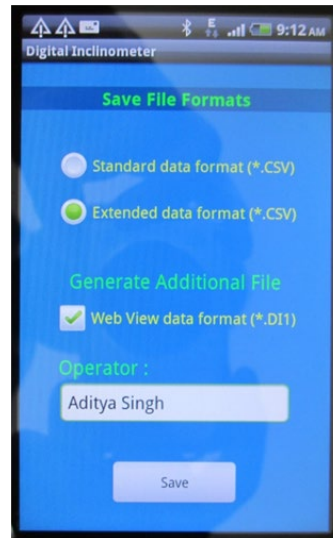 E
9:12 AM
Digital Inclinometer
Save File Formats
Standard data format (*.CSV)
Extended data format (*.CSV)
Generate Additional File
Web View data format (*.DI1)
Operator :
Aditya Singh
Save